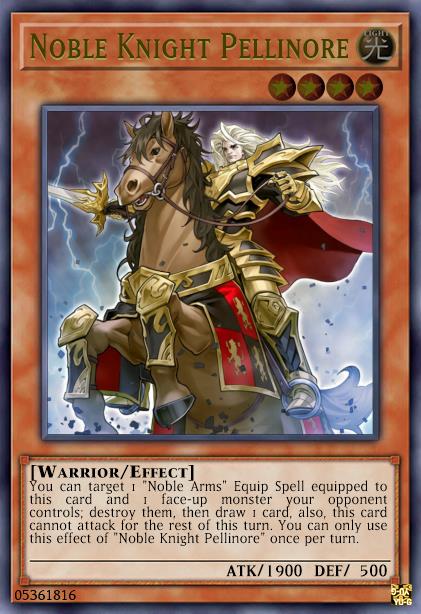 NOBLE KNIGHT PELLINORE
LIGHT
光
[WARRIOR/EFFECT]
You can target 1 "Noble Arms" Equip Spell equipped to
this card and 1 face-up monster your opponent
controls; destroy them, then draw 1 card, also, this card
cannot attack for the rest of this turn. You can only use
this effect of "Noble Knight Pellinore" once per turn.
ATK/1900 DEF/ 500
05361816